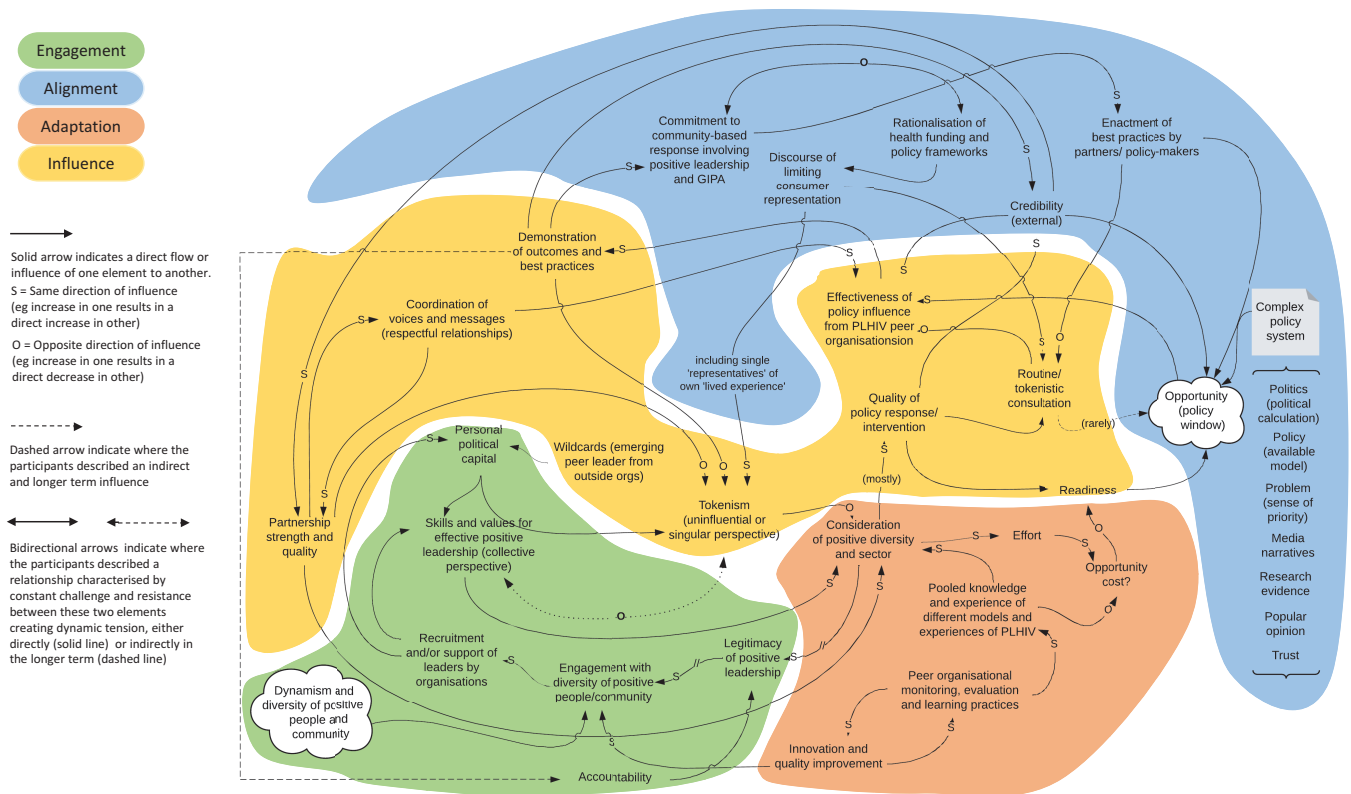 Engagement
Alignment
Adaptation
Influence
Solid arrow indicates a direct flow or
influence of one element to another.
S = Same direction of influence
(eg increase in one results in a
direct increase in other)
O = Opposite direction of influence
(eg increase in one results in a
direct decrease in other)
Dashed arrow indicate where the
participants described an indirect
and longer term influence
Bidirectional arrows indicate where
the participants described a
relationship characterised by
constant challenge and resistance
between these two elements
creating dynamic tension, either
directly (solid line) or indirectly in
the longer term (dashed line)
O
S
Commitment to
community-based
response involving
positive leadership
and GIPA
S
Rationalisation of
health funding and
policy frameworks
Enactment of
best practices by
partners/ policy-makers
S
Discourse of
limiting
consumer
representation
Credibility
(external)
S
Demonstration
of outcomes and
best practices
S
S
S
Coordination of
voices and messages
(respectful relationships)
S
S
Effectiveness of
policy influence
from PLHIV peer
organisationsion
S
O
S
O
Complex
policy
system
including single
'representatives' of
own 'lived experience'
Routine/
tokenistic
consultation
(rarely)
Opportunity
(policy
window)
Politics
(political
calculation)
Policy
(available
model)
Problem
(sense of
priority)
Media
narratives
Research
evidence
Popular
opinion
Trust
Quality of
policy response/
intervention
S
(mostly)
Readiness
S
Personal
political
capital
Wildcards (emerging
peer leader from
outside orgs)
O
O
S
Tokenism
(uninfluential or
singular perspective)
S
Partnership
strength and
quality
Skills and values for
effective positive
leadership (collective
perspective)
O
Consideration
of positive diversity
and sector
S
Effort
S
O
Opportunity
cost?
S
S
S
Pooled knowledge
and experience of
different models and
experiences of PLHIV
O
O
Recruitment
and/or support of
leaders by
organisations
S
Engagement with
diversity of positive
people/community
S
//
Legitimacy
of positive
leadership
S
//
S
Peer organisational
monitoring, evaluation
and learning practices
S
S
Innovation and
quality improvement
Dynamism and
diversity of positive
people and
community
S
Accountability